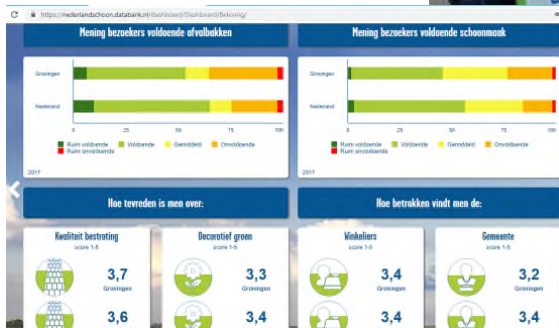 https://nederlandschoon.databank.nl/dashboard/Dashboard/Beleving/
Mening bezoekers voldoende afvalbakken
Groningen
Nederland
0 25 50 75 100
Ruim voldoende Voldoende Gemiddeld Onvoldoende
Ruim onvoldoende
2017
Mening bezoekers voldoende schoonmaak
Groningen
Nederland
0 25 50 75 100
Ruim voldoende Voldoende Gemiddeld Onvoldoende
Ruim onvoldoende
2017
Hoe tevreden is men over:
Kwaliteit bestrating
score 1-5
3,7
Groningen
3,6
Decoratief groen
score 1-5
3,3
Groningen
3,4
Hoe betrokken vindt men de:
Winkeliers
score 1-5
3,4
Groningen
3,4
Gemeente
score 1-5
3,2
Groningen
3,4